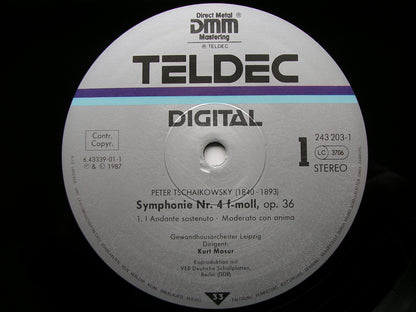 Direct Metal ®
DMM
Mastering
® TELDEC
TELDEC
DIGITAL
Contr.
Copyr.
1
243 203-1
LC 3706
STEREO
6.43339-01-1
℗ & © 1987
PETER TSCHAIKOWSKY (1840-1893)
Symphonie Nr. 4 f-moll, op. 36
1. I Andante sostenuto - Moderato con anima
Gewandhausorchester Leipzig
Dirigent:
Kurt Masur
Koproduktion mit
VEB Deutsche Schallplatten,
Berlin (DDR)
33